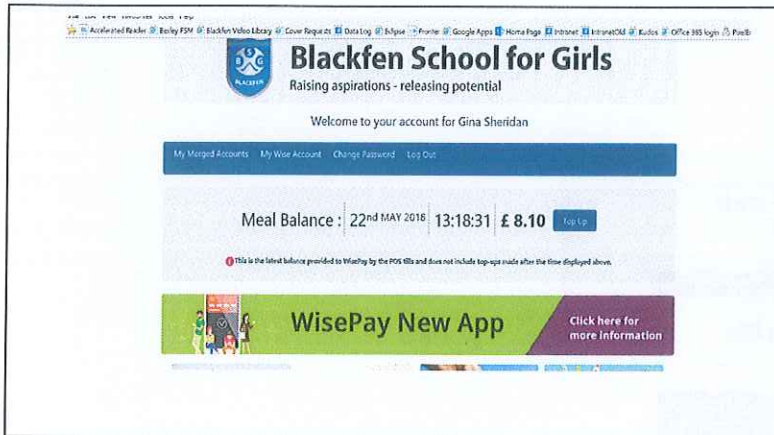 Accelerated Reader Bexley FSM Blackfen Video Library Cover Requests Data Log Eclipse Fronter Google Apps Home Page Intranet IntranetOld Kudos Office 365 login
BSG
BLACKFEN
Blackfen School for Girls
Raising aspirations - releasing potential
Welcome to your account for Gina Sheridan
My Merged Accounts My Wise Account Change Password Log Out
Meal Balance : 22nd MAY 2018 13:18:31 £ 8.10 Top Up
This is the latest balance provided to WisePay by the POS tills and does not include top-ups made after the time displayed above.
WisePay New App
Click here for
more information